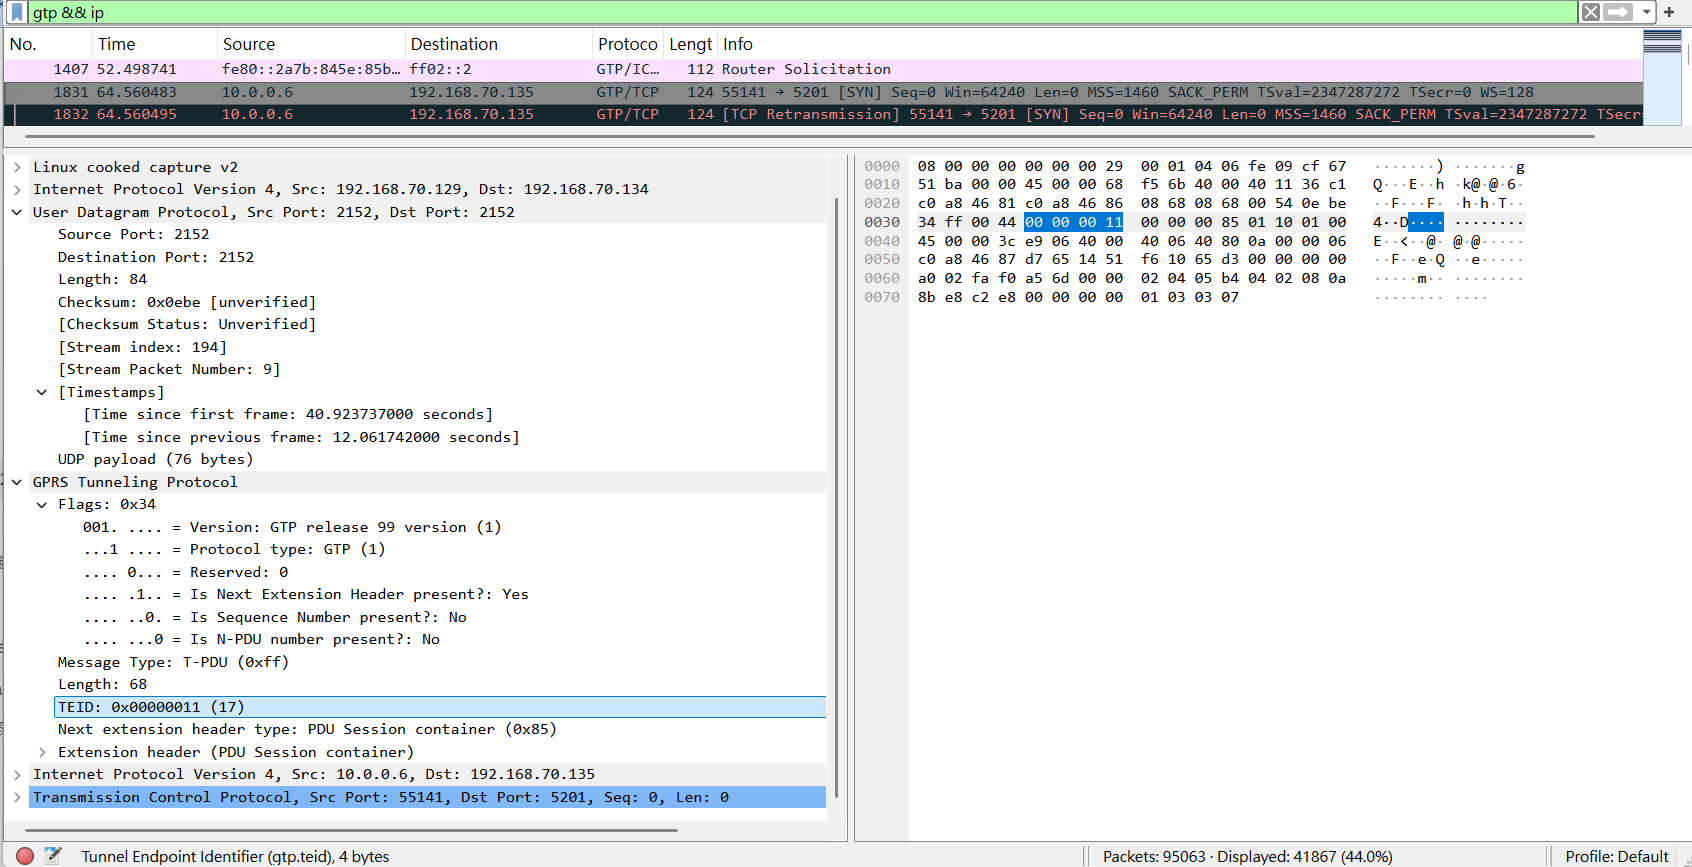 gtp && ip
No. Time Source Destination Protoco Lengt Info
1407 52.498741 fe80::2a7b:845e:85b… ff02::2 GTP/IC… 112 Router Solicitation
1831 64.560483 10.0.0.6 192.168.70.135 GTP/TCP 124 55141 → 5201 [SYN] Seq=0 Win=64240 Len=0 MSS=1460 SACK_PERM TSval=2347287272 TSecr=0 WS=128
1832 64.560495 10.0.0.6 192.168.70.135 GTP/TCP 124 [TCP Retransmission] 55141 → 5201 [SYN] Seq=0 Win=64240 Len=0 MSS=1460 SACK_PERM TSval=2347287272 TSecr=
Linux cooked capture v2
Internet Protocol Version 4, Src: 192.168.70.129, Dst: 192.168.70.134
User Datagram Protocol, Src Port: 2152, Dst Port: 2152
Source Port: 2152
Destination Port: 2152
Length: 84
Checksum: 0x0ebe [unverified]
[Checksum Status: Unverified]
[Stream index: 194]
[Stream Packet Number: 9]
[Timestamps]
[Time since first frame: 40.923737000 seconds]
[Time since previous frame: 12.061742000 seconds]
UDP payload (76 bytes)
GPRS Tunneling Protocol
Flags: 0x34
001. .... = Version: GTP release 99 version (1)
...1 .... = Protocol type: GTP (1)
.... 0... = Reserved: 0
.... .1.. = Is Next Extension Header present?: Yes
.... ..0. = Is Sequence Number present?: No
.... ...0 = Is N-PDU number present?: No
Message Type: T-PDU (0xff)
Length: 68
TEID: 0x00000011 (17)
Next extension header type: PDU Session container (0x85)
Extension header (PDU Session container)
Internet Protocol Version 4, Src: 10.0.0.6, Dst: 192.168.70.135
Transmission Control Protocol, Src Port: 55141, Dst Port: 5201, Seq: 0, Len: 0
0000 08 00 00 00 00 00 00 29 00 01 04 06 fe 09 cf 67 ·······) ·······g
0010 51 ba 00 00 45 00 00 68 f5 6b 40 00 40 11 36 c1 Q···E··h ·k@·@·6·
0020 c0 a8 46 81 c0 a8 46 86 08 68 08 68 00 54 0e be ··F···F· ·h·h·T··
0030 34 ff 00 44 00 00 00 11 00 00 00 85 01 10 01 00 4··D···· ········
0040 45 00 00 3c e9 06 40 00 40 06 40 80 0a 00 00 06 E··<··@· @·@·····
0050 c0 a8 46 87 d7 65 14 51 f6 10 65 d3 00 00 00 00 ··F··e·Q ··e·····
0060 a0 02 fa f0 a5 6d 00 00 02 04 05 b4 04 02 08 0a ·····m·· ········
0070 8b e8 c2 e8 00 00 00 00 01 03 03 07 ········ ····
Tunnel Endpoint Identifier (gtp.teid), 4 bytes
Packets: 95063 · Displayed: 41867 (44.0%)
Profile: Default